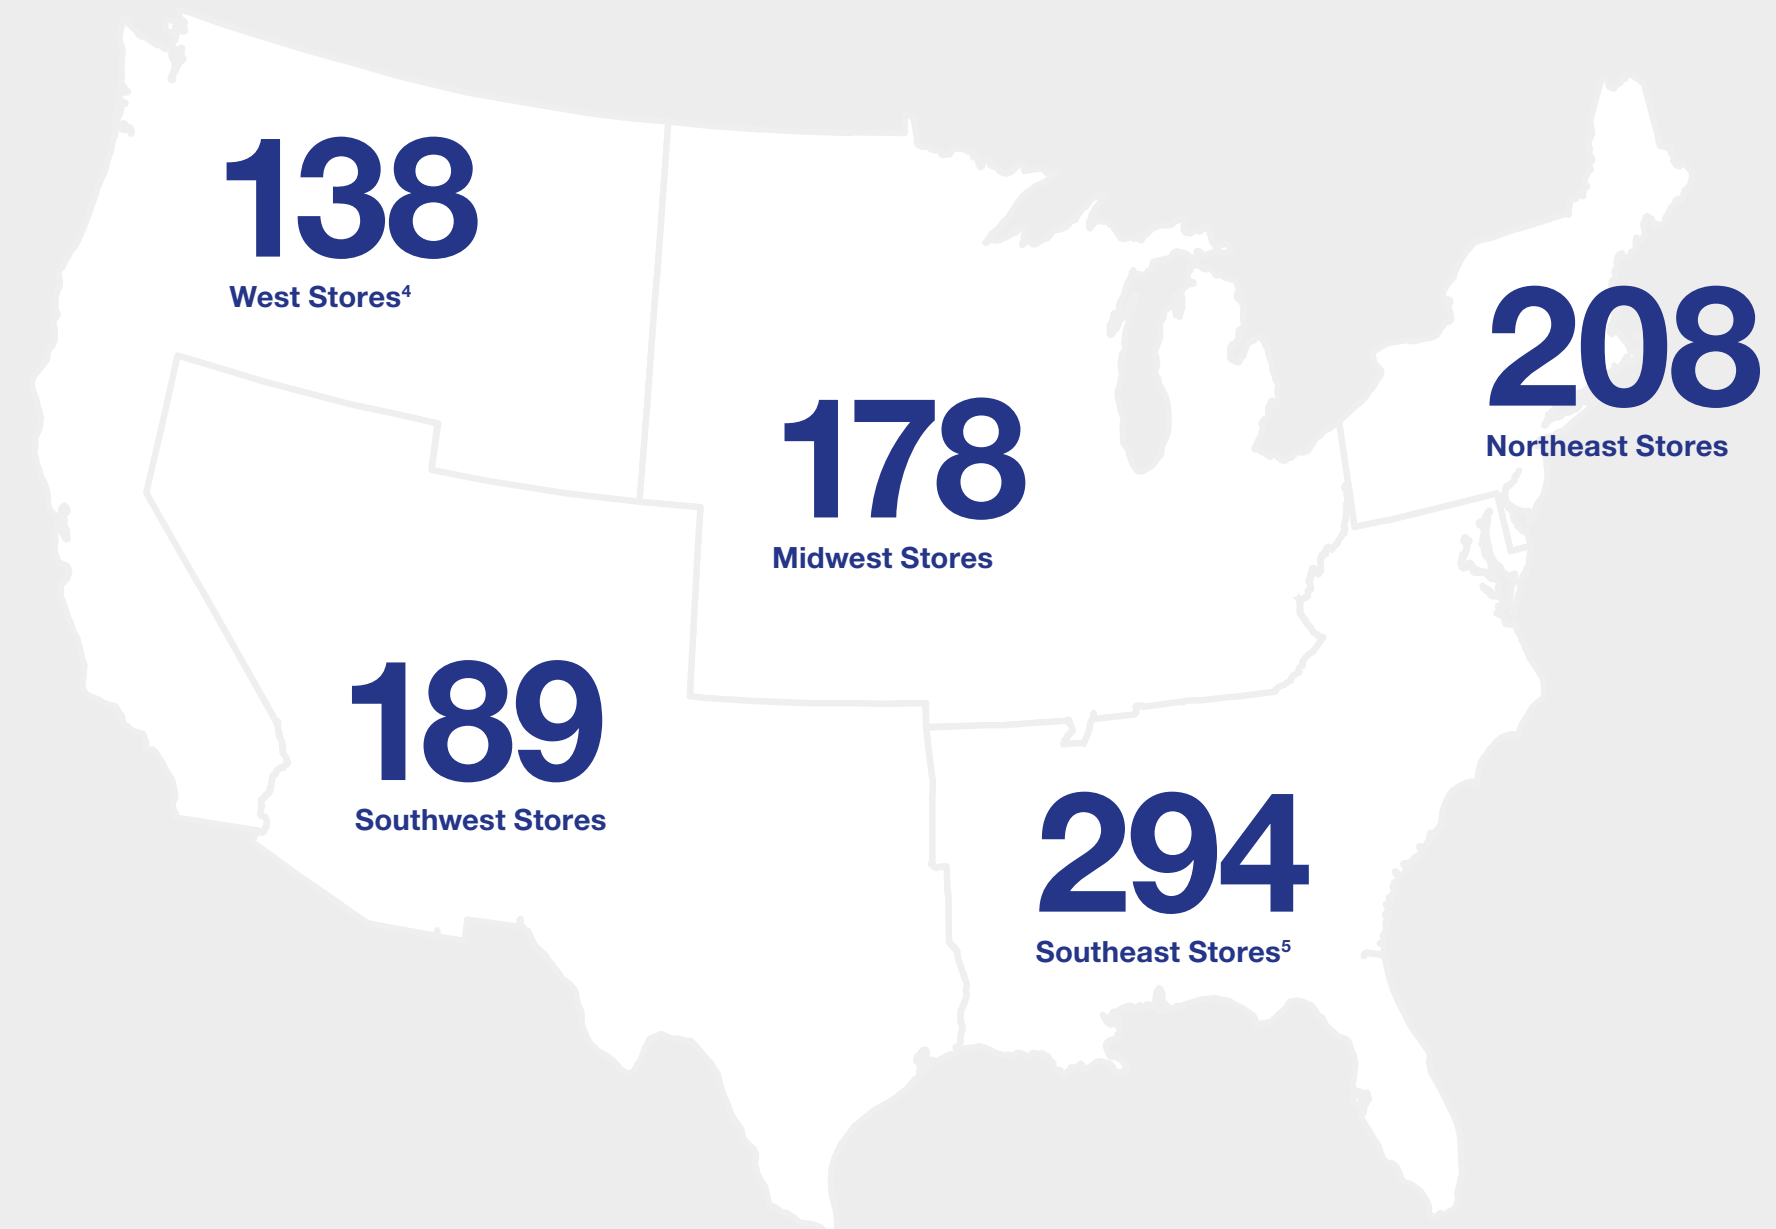 138
West Stores⁴
208
Northeast Stores
178
Midwest Stores
189
Southwest Stores
294
Southeast Stores⁵